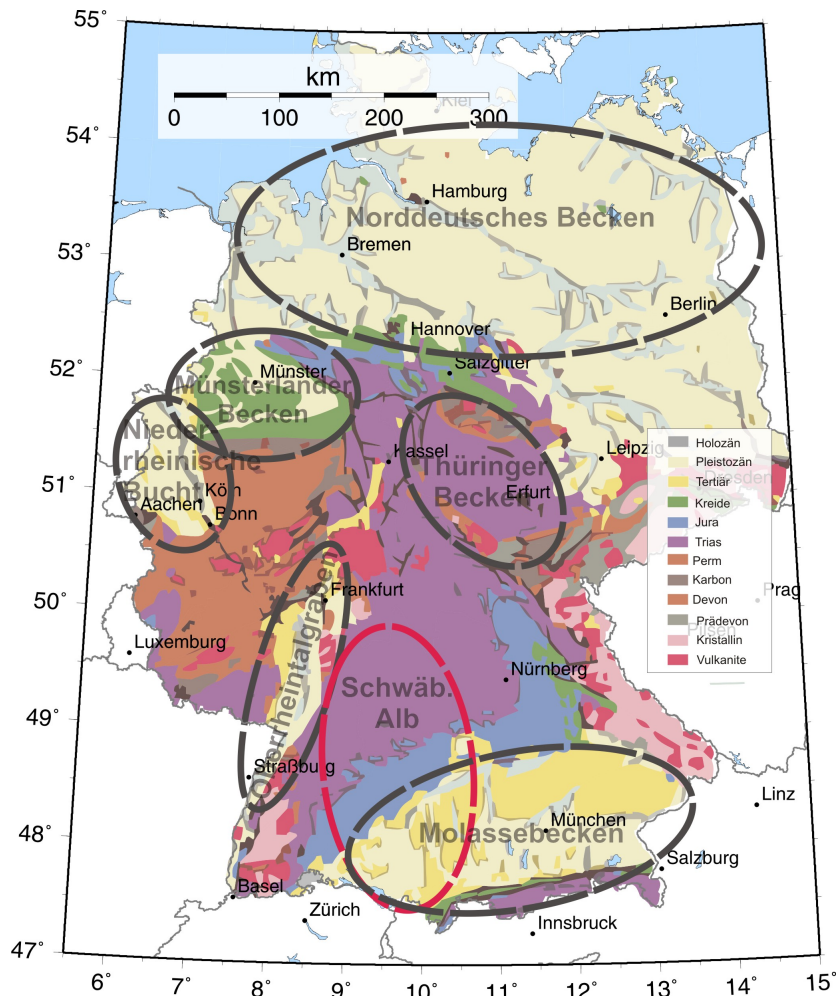 55°
54°
53°
52°
51°
50°
49°
48°
47°
6°
7°
8°
9°
10°
11°
12°
13°
14°
15°
km
0
100
200
300
Kiel
Hamburg
Norddeutsches Becken
Bremen
Berlin
Hannover
Salzgitter
Münster
Münsterländer
Becken
Nieder
rheinische
Bucht
Köln
Aachen
Bonn
Kassel
Thüringer
Becken
Erfurt
Leipzig
Dresden
Holozän
Pleistozän
Tertiär
Kreide
Jura
Trias
Perm
Karbon
Devon
Prädevon
Kristallin
Vulkanite
Prag
Pilsen
Frankfurt
Luxemburg
Oberrheintalgraben
Schwäb.
Alb
Nürnberg
Straßburg
Linz
München
Molassebecken
Salzburg
Basel
Zürich
Innsbruck